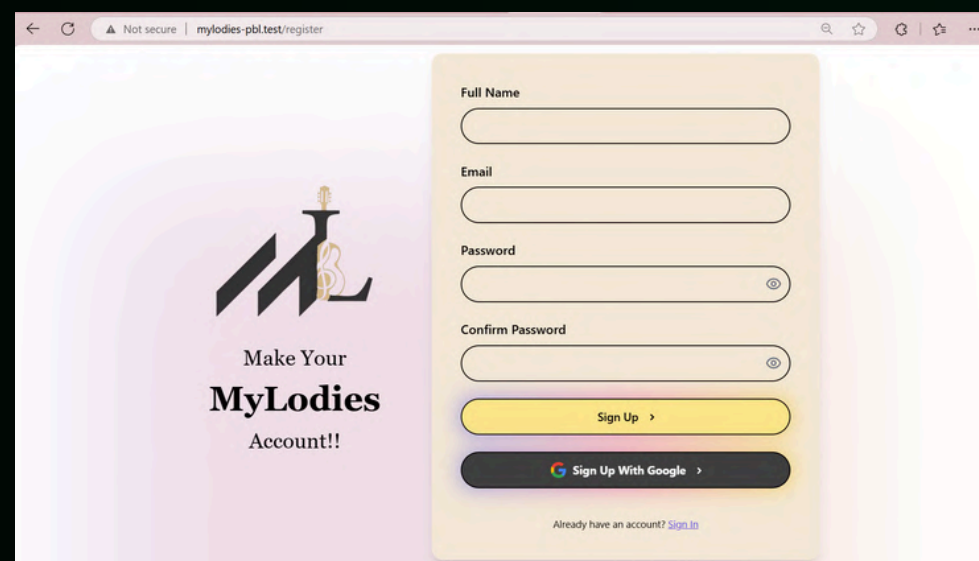 Not secure | mylodies-pbl.test/register
Full Name
Email
Password
Confirm Password
Make Your
MyLodies
Account!!
Sign Up >
Sign Up With Google >
Already have an account? Sign In